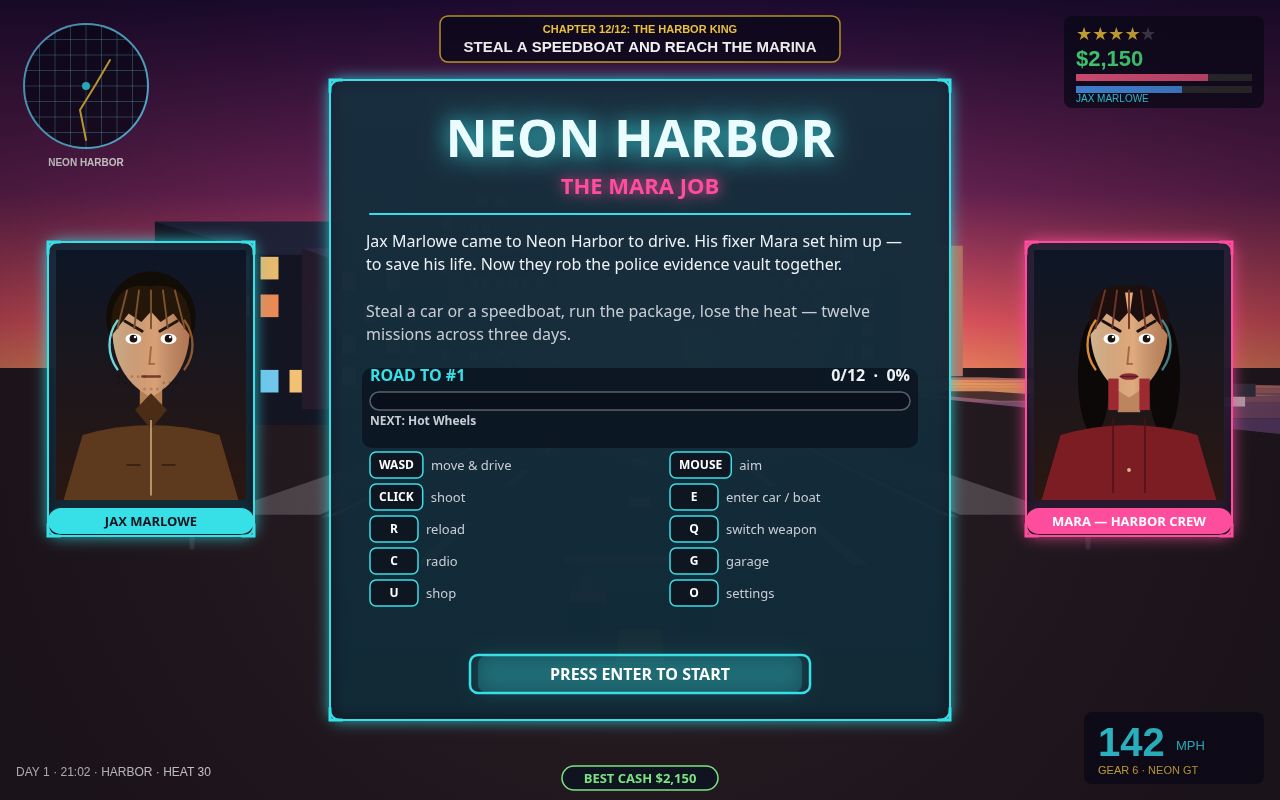 CHAPTER 12/12: THE HARBOR KING
STEAL A SPEEDBOAT AND REACH THE MARINA
★★★★★
$2,150
JAX MARLOWE
NEON HARBOR
NEON HARBOR
THE MARA JOB
Jax Marlowe came to Neon Harbor to drive. His fixer Mara set him up —
to save his life. Now they rob the police evidence vault together.
Steal a car or a speedboat, run the package, lose the heat — twelve
missions across three days.
ROAD TO #1 0/12 · 0%
NEXT: Hot Wheels
WASD move & drive MOUSE aim
CLICK shoot E enter car / boat
R reload Q switch weapon
C radio G garage
U shop O settings
JAX MARLOWE
MARA — HARBOR CREW
PRESS ENTER TO START
142 MPH
GEAR 6 · NEON GT
DAY 1 · 21:02 · HARBOR · HEAT 30
BEST CASH $2,150